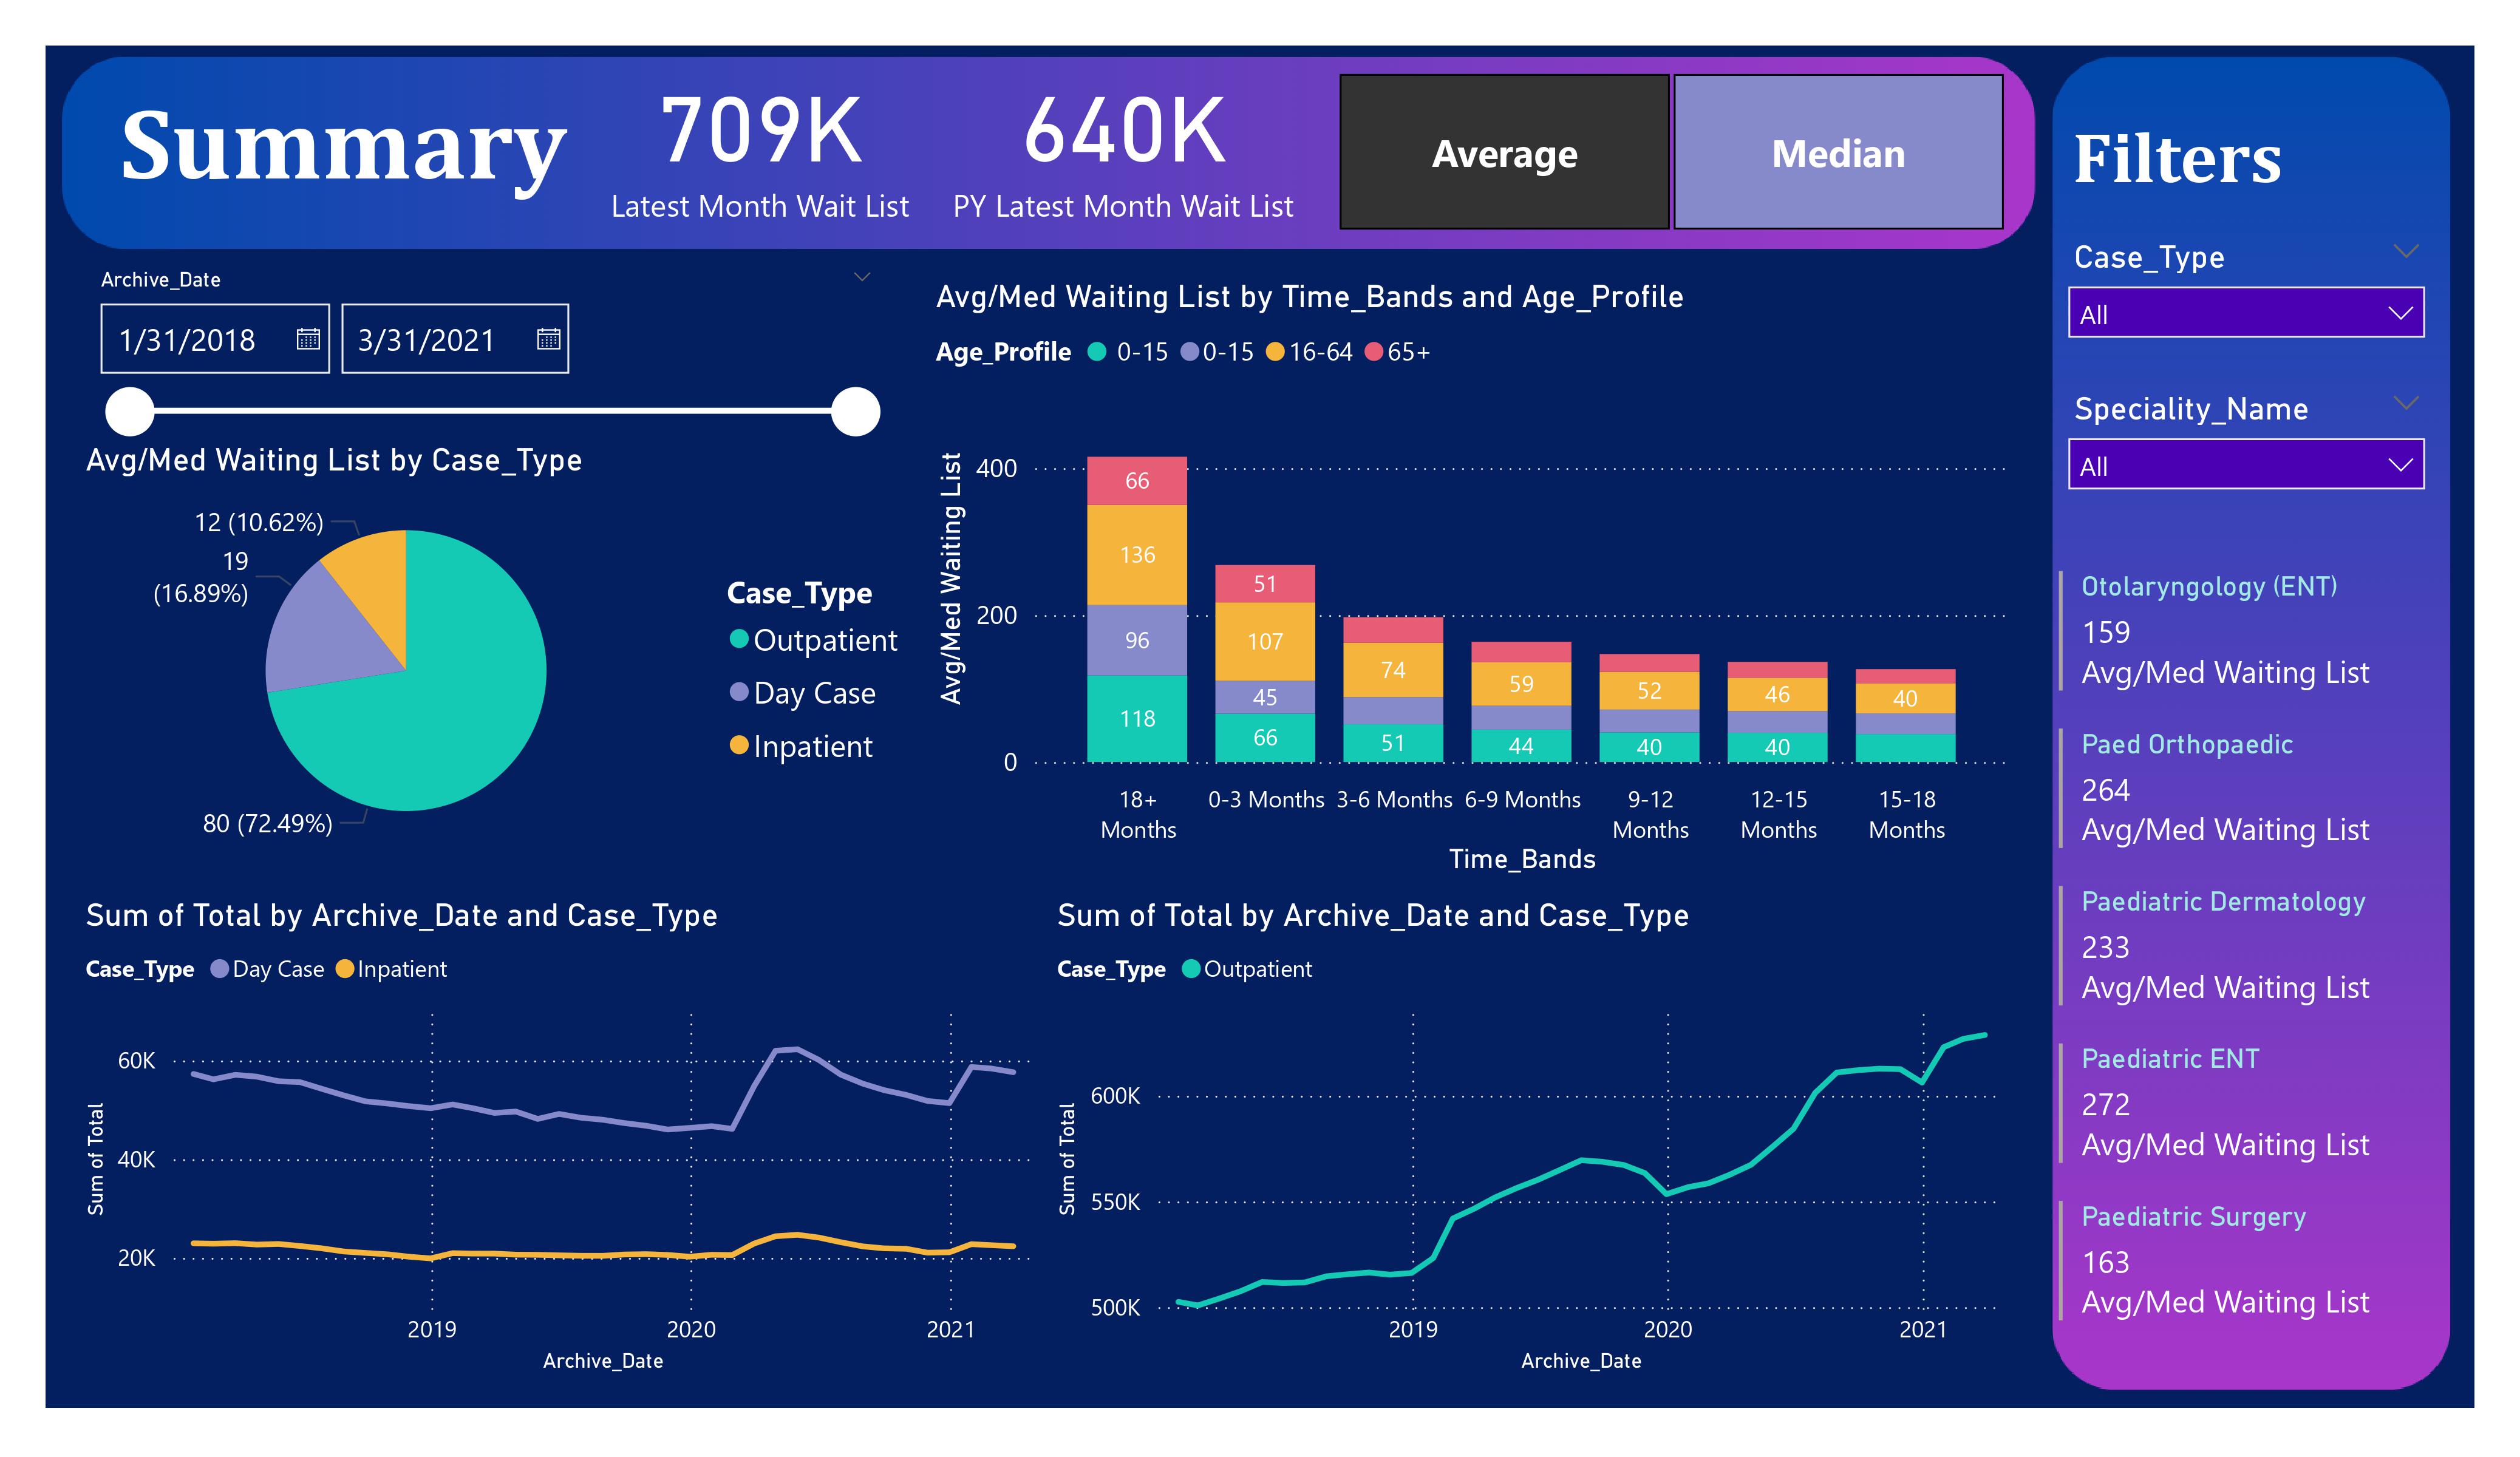 Summary
709K
Latest Month Wait List
640K
PY Latest Month Wait List
Average
Median
Archive_Date
1/31/2018
3/31/2021
Avg/Med Waiting List by Case_Type
12 (10.62%)
19
(16.89%)
80 (72.49%)
Case_Type
Outpatient
Day Case
Inpatient
Avg/Med Waiting List by Time_Bands and Age_Profile
Age_Profile 0-15 0-15 16-64 65+
Avg/Med Waiting List
400
200
0
66
136
96
118
51
107
45
66
74
51
59
44
52
40
46
40
40
18+
Months
0-3 Months
3-6 Months
6-9 Months
9-12
Months
12-15
Months
15-18
Months
Time_Bands
Sum of Total by Archive_Date and Case_Type
Case_Type Day Case Inpatient
Sum of Total
60K
40K
20K
2019
2020
2021
Archive_Date
Sum of Total by Archive_Date and Case_Type
Case_Type Outpatient
Sum of Total
600K
550K
500K
2019
2020
2021
Archive_Date
Filters
Case_Type
All
Speciality_Name
All
Otolaryngology (ENT)
159
Avg/Med Waiting List
Paed Orthopaedic
264
Avg/Med Waiting List
Paediatric Dermatology
233
Avg/Med Waiting List
Paediatric ENT
272
Avg/Med Waiting List
Paediatric Surgery
163
Avg/Med Waiting List